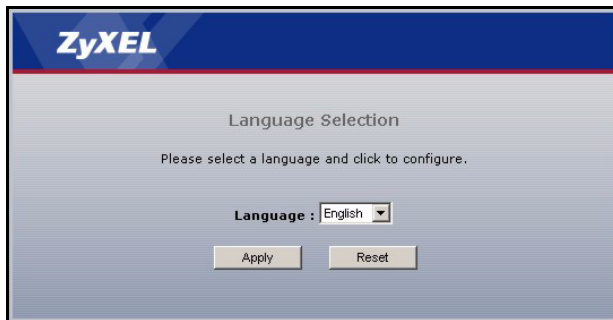 ZyXEL
Language Selection
Please select a language and click to configure.
Language : English
Apply Reset